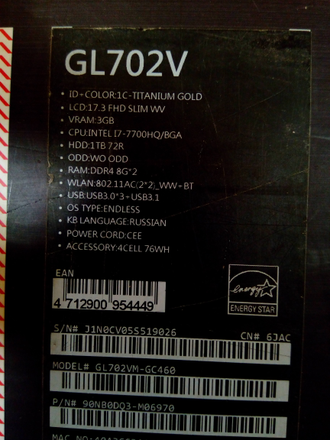 GL702V
• ID+COLOR:1C-TITANIUM GOLD
• LCD:17.3 FHD SLIM WV
• VRAM:3GB
• CPU:INTEL I7-7700HQ/BGA
• HDD:1TB 72R
• ODD:WO ODD
• RAM:DDR4 8G*2
• WLAN:802.11AC(2*2)_WW+BT
• USB:USB3.0*3+USB3.1
• OS TYPE:ENDLESS
• KB LANGUAGE:RUSSIAN
• POWER CORD:CEE
• ACCESSORY:4CELL 76WH
EAN
4 712900 954449
energy
ENERGY STAR
S/N# J1N0CV05S519026 CN# 6JAC
MODEL# GL702VM-GC460
P/N# 90NB0DQ3-M06970